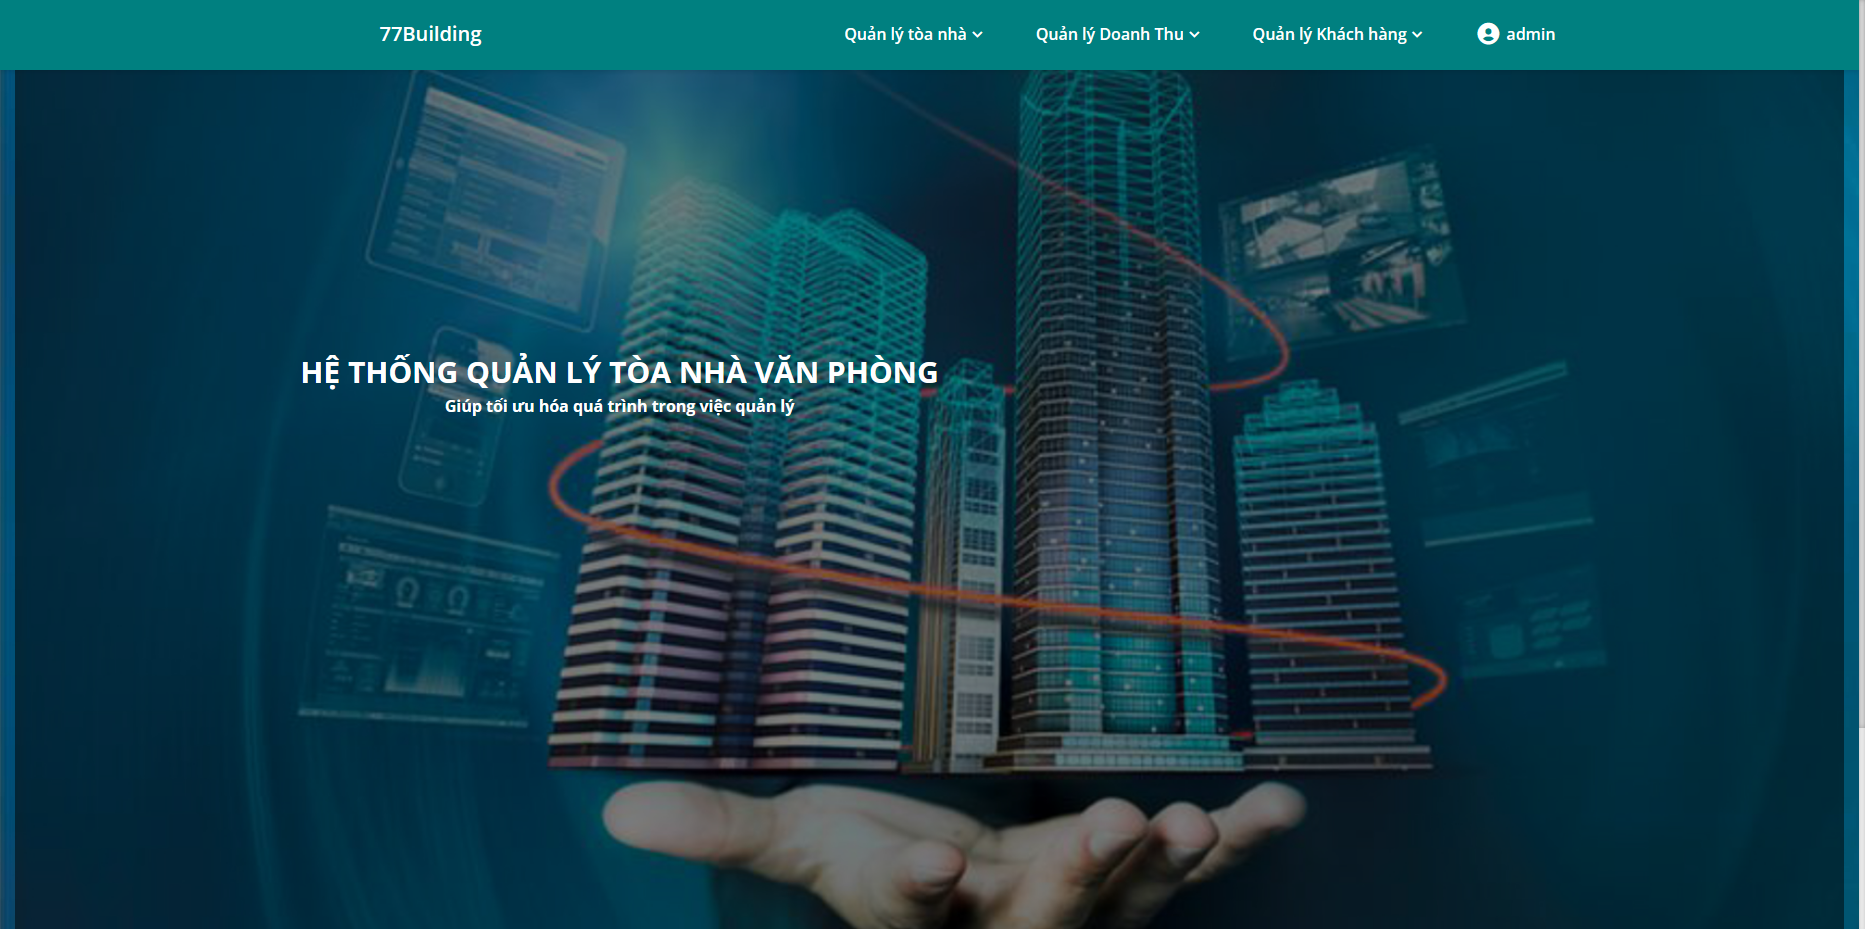 77Building
Quản lý tòa nhà
Quản lý Doanh Thu
Quản lý Khách hàng
admin
HỆ THỐNG QUẢN LÝ TÒA NHÀ VĂN PHÒNG
Giúp tối ưu hóa quá trình trong việc quản lý